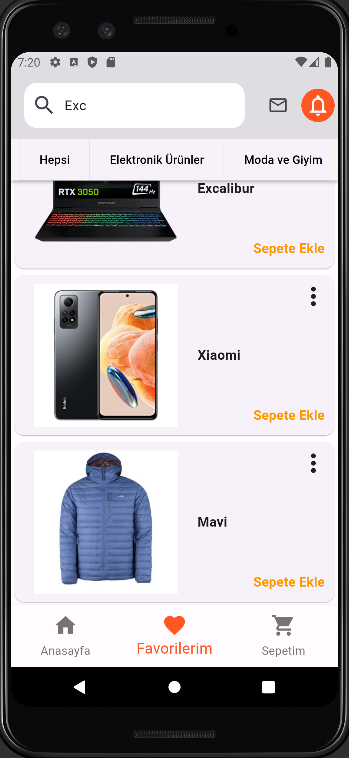 7:20
Exc
Hepsi Elektronik Ürünler Moda ve Giyim
RTX 3050 144
Excalibur
Sepete Ekle
Xiaomi
Sepete Ekle
Mavi
Sepete Ekle
Anasayfa Favorilerim Sepetim